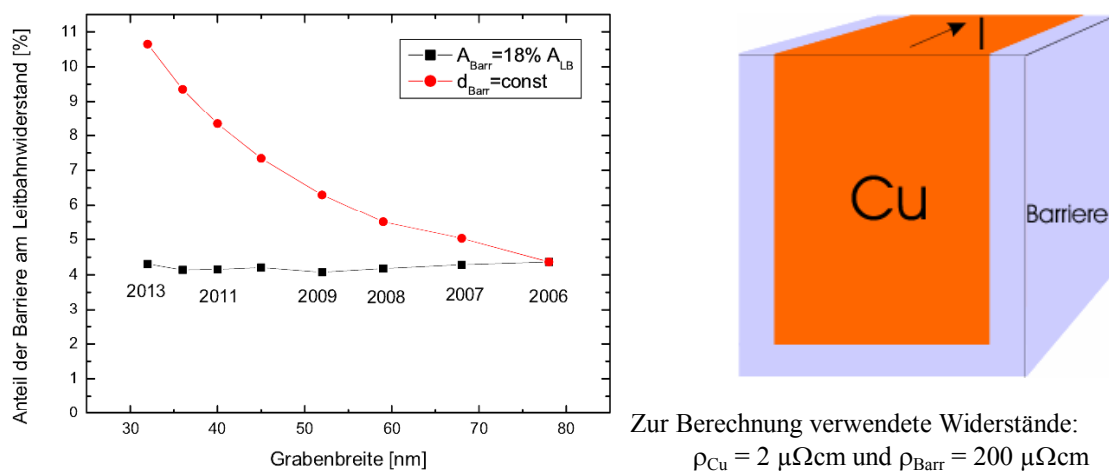 Anteil der Barriere am Leitbahnwiderstand [%]
11
10
9
8
7
6
5
4
3
2
1
0
A_Barr=18% A_LB
d_Barr=const
2013
2011
2009
2008
2007
2006
30
40
50
60
70
80
Grabenbreite [nm]
I
Cu
Barriere
Zur Berechnung verwendete Widerstände:
ρ_Cu = 2 μΩcm und ρ_Barr = 200 μΩcm